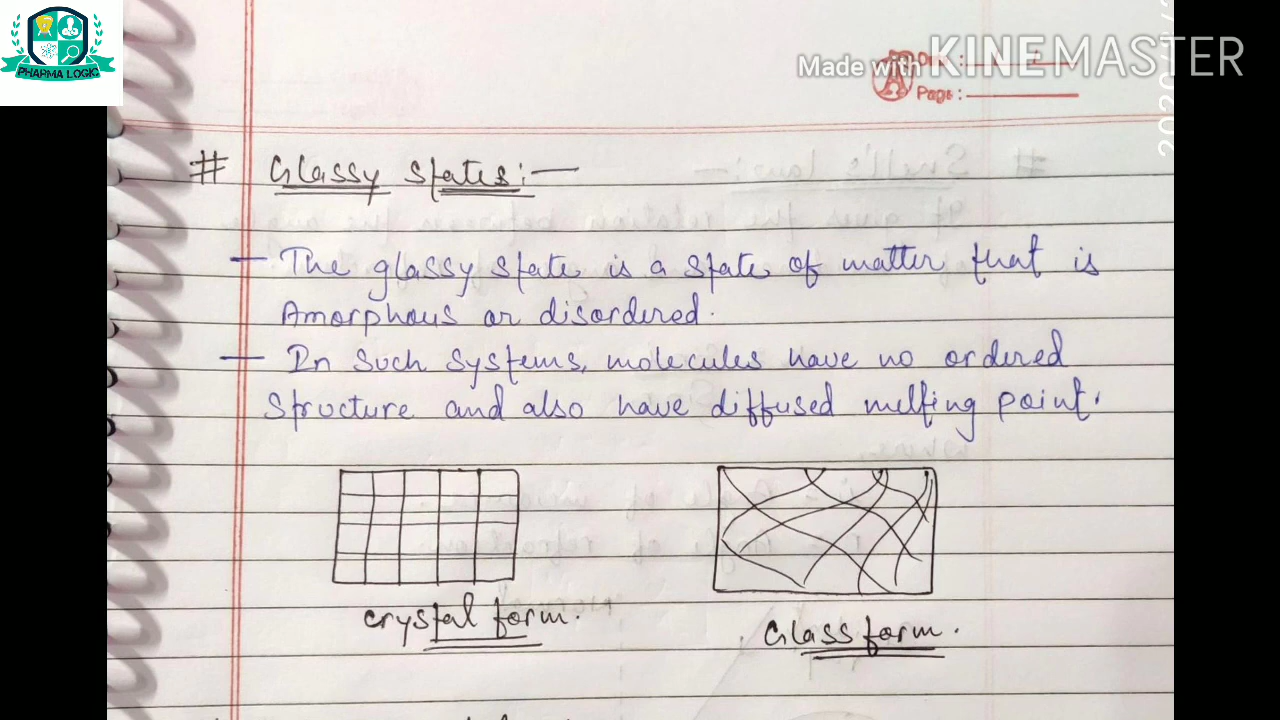 PHARMA LOGIC
Made with KINEMASTER
Page :
# Glassy states:-
- The glassy state is a state of matter that is
Amorphous or disordered.
- In such systems, molecules have no ordered
structure and also have diffused melting point.
crystal form.
Glass form.